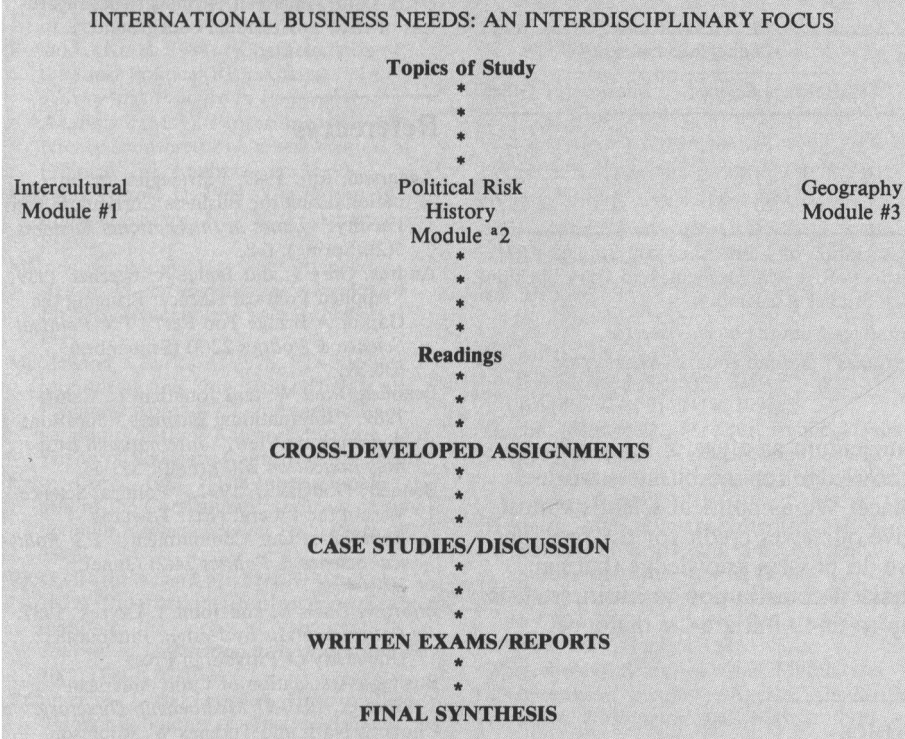 INTERNATIONAL BUSINESS NEEDS: AN INTERDISCIPLINARY FOCUS
Topics of Study
*
*
*
*
Intercultural Political Risk Geography
Module #1 History Module #3
Module ª2
*
*
*
*
Readings
*
*
*
CROSS-DEVELOPED ASSIGNMENTS
*
*
*
CASE STUDIES/DISCUSSION
*
*
*
WRITTEN EXAMS/REPORTS
*
*
FINAL SYNTHESIS